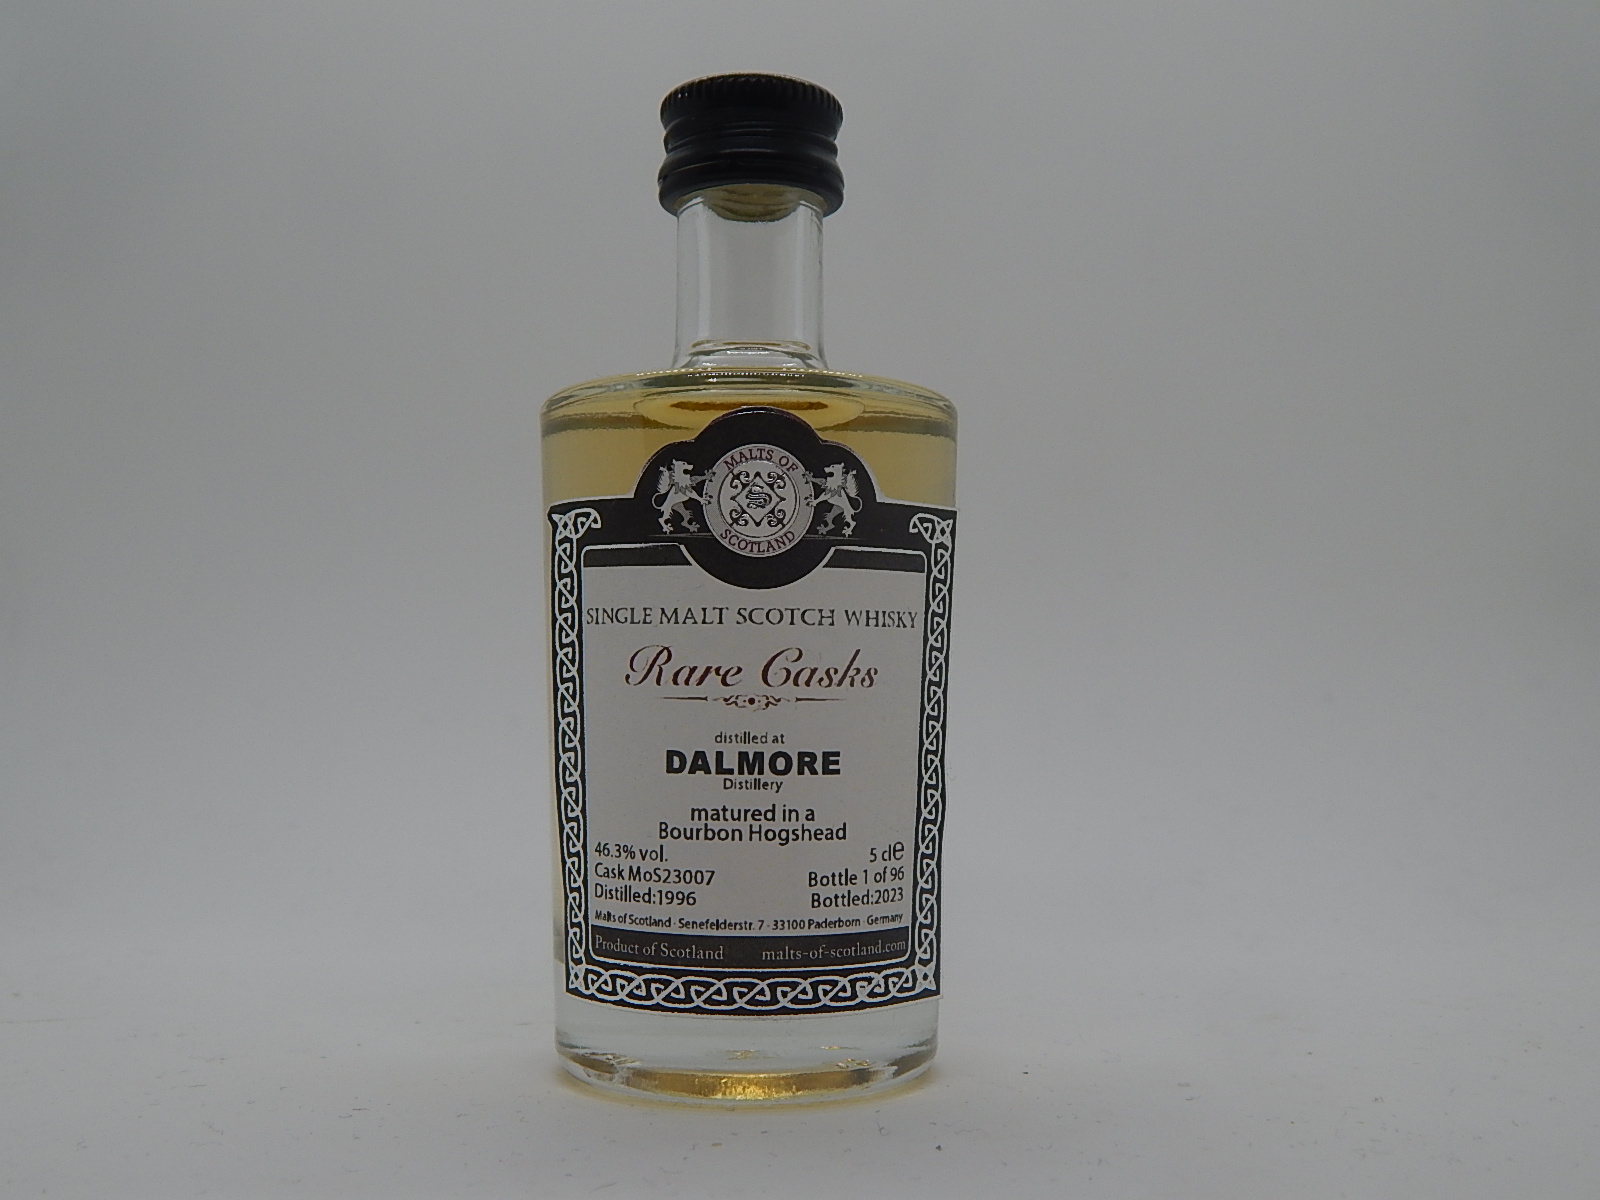 MALTS OF
S
SCOTLAND
SINGLE MALT SCOTCH WHISKY
Rare Casks
distilled at
DALMORE
Distillery
matured in a
Bourbon Hogshead
46.3% vol. 5 cl e
Cask MoS23007 Bottle 1 of 96
Distilled:1996 Bottled:2023
Malts of Scotland · Senefelderstr. 7 · 33100 Paderborn · Germany
Product of Scotland malts-of-scotland.com